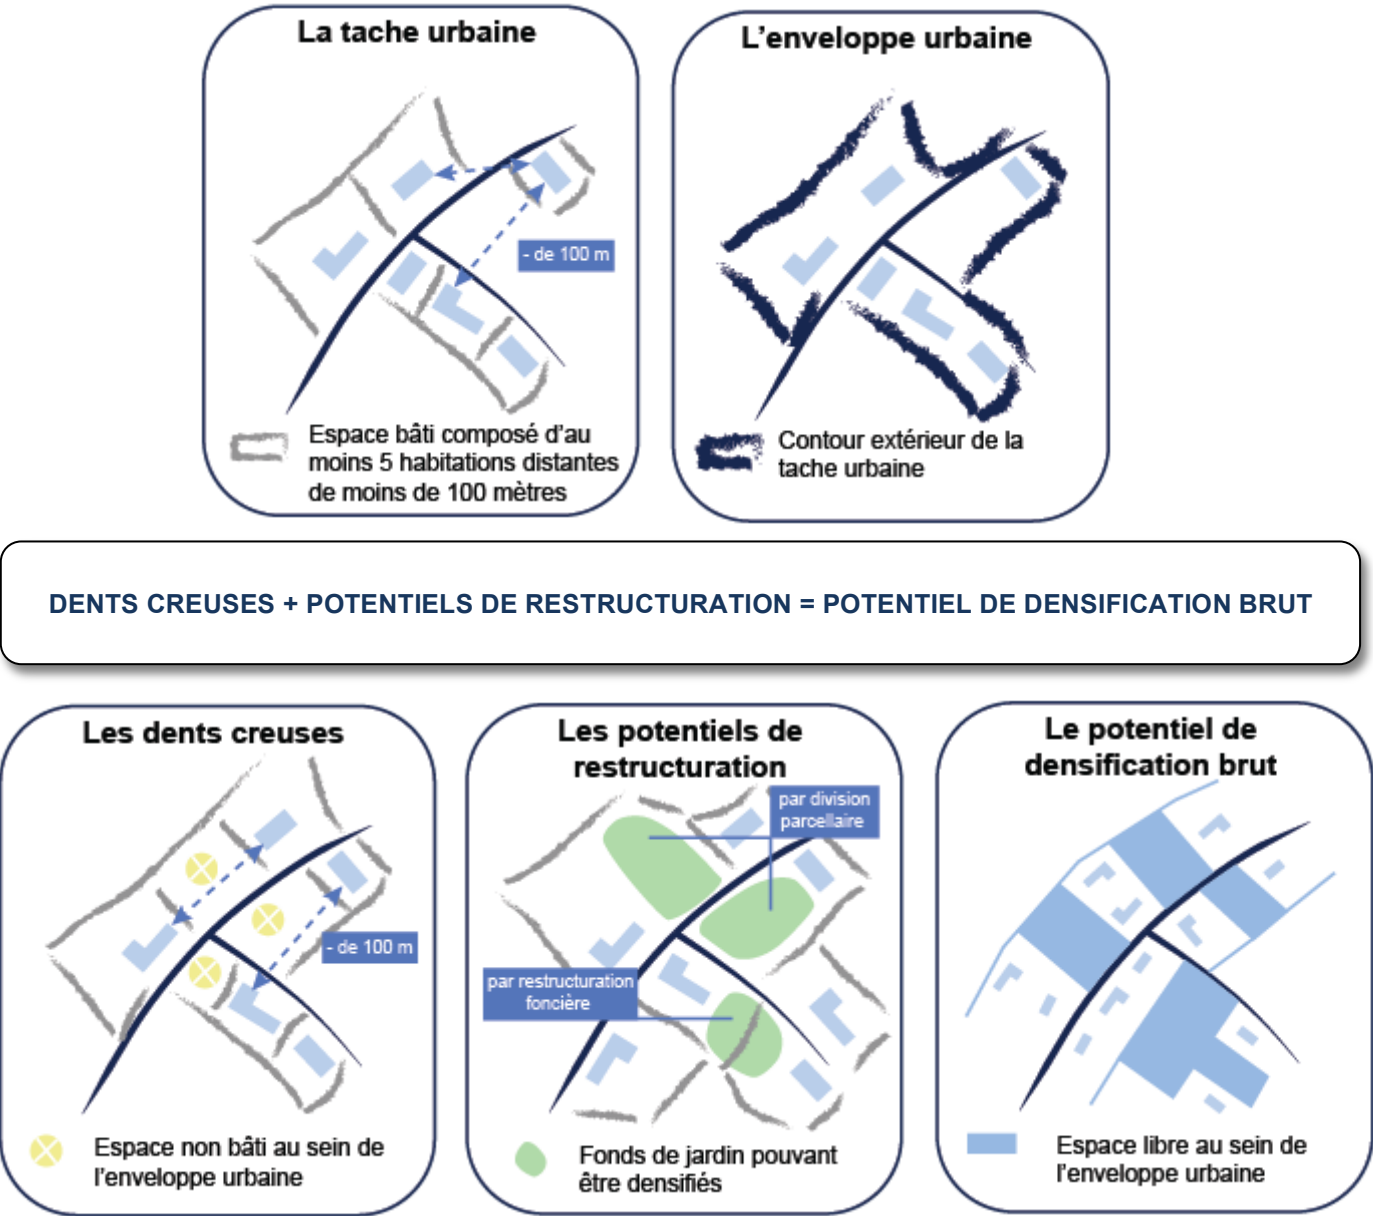 La tache urbaine
- de 100 m
Espace bâti composé d'au
moins 5 habitations distantes
de moins de 100 mètres
L'enveloppe urbaine
Contour extérieur de la
tache urbaine
DENTS CREUSES + POTENTIELS DE RESTRUCTURATION = POTENTIEL DE DENSIFICATION BRUT
Les dents creuses
- de 100 m
Espace non bâti au sein de
l'enveloppe urbaine
Les potentiels de
restructuration
par division
parcellaire
par restructuration
foncière
Fonds de jardin pouvant
être densifiés
Le potentiel de
densification brut
Espace libre au sein de
l'enveloppe urbaine